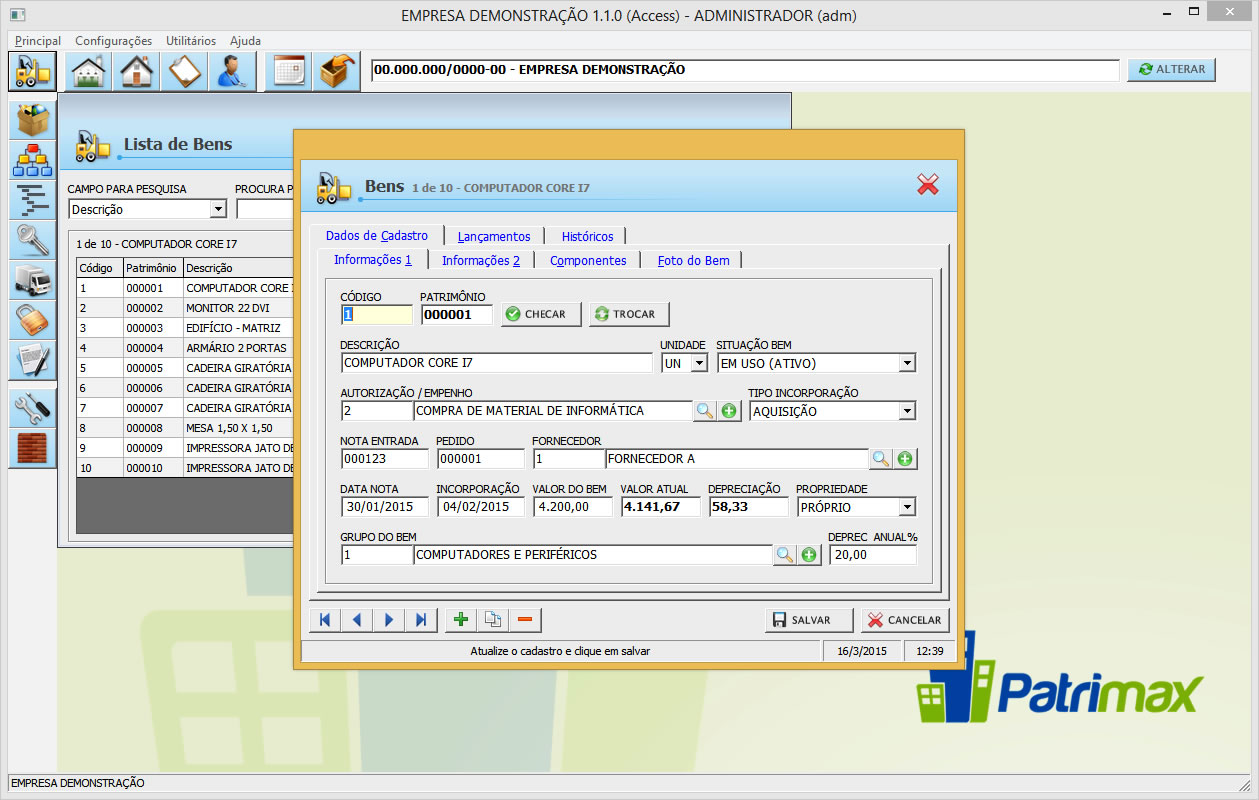 EMPRESA DEMONSTRAÇÃO 1.1.0 (Access) - ADMINISTRADOR (adm)
Principal Configurações Utilitários Ajuda
00.000.000/0000-00 - EMPRESA DEMONSTRAÇÃO
ALTERAR
Lista de Bens
CAMPO PARA PESQUISA PROCURA P
Descrição
1 de 10 - COMPUTADOR CORE I7
Código Patrimônio Descrição
1 000001 COMPUTADOR CORE I
2 000002 MONITOR 22 DVI
3 000003 EDIFÍCIO - MATRIZ
4 000004 ARMÁRIO 2 PORTAS
5 000005 CADEIRA GIRATÓRIA
6 000006 CADEIRA GIRATÓRIA
7 000007 CADEIRA GIRATÓRIA
8 000008 MESA 1,50 X 1,50
9 000009 IMPRESSORA JATO DE
10 000010 IMPRESSORA JATO DE
Bens 1 de 10 - COMPUTADOR CORE I7
Dados de Cadastro Lançamentos Históricos
Informações 1 Informações 2 Componentes Foto do Bem
CÓDIGO PATRIMÔNIO
1 000001 CHECAR TROCAR
DESCRIÇÃO UNIDADE SITUAÇÃO BEM
COMPUTADOR CORE I7 UN EM USO (ATIVO)
AUTORIZAÇÃO / EMPENHO TIPO INCORPORAÇÃO
2 COMPRA DE MATERIAL DE INFORMÁTICA AQUISIÇÃO
NOTA ENTRADA PEDIDO FORNECEDOR
000123 000001 1 FORNECEDOR A
DATA NOTA INCORPORAÇÃO VALOR DO BEM VALOR ATUAL DEPRECIAÇÃO PROPRIEDADE
30/01/2015 04/02/2015 4.200,00 4.141,67 58,33 PRÓPRIO
GRUPO DO BEM DEPREC ANUAL%
1 COMPUTADORES E PERIFÉRICOS 20,00
SALVAR CANCELAR
Atualize o cadastro e clique em salvar 16/3/2015 12:39
Patrimax
EMPRESA DEMONSTRAÇÃO